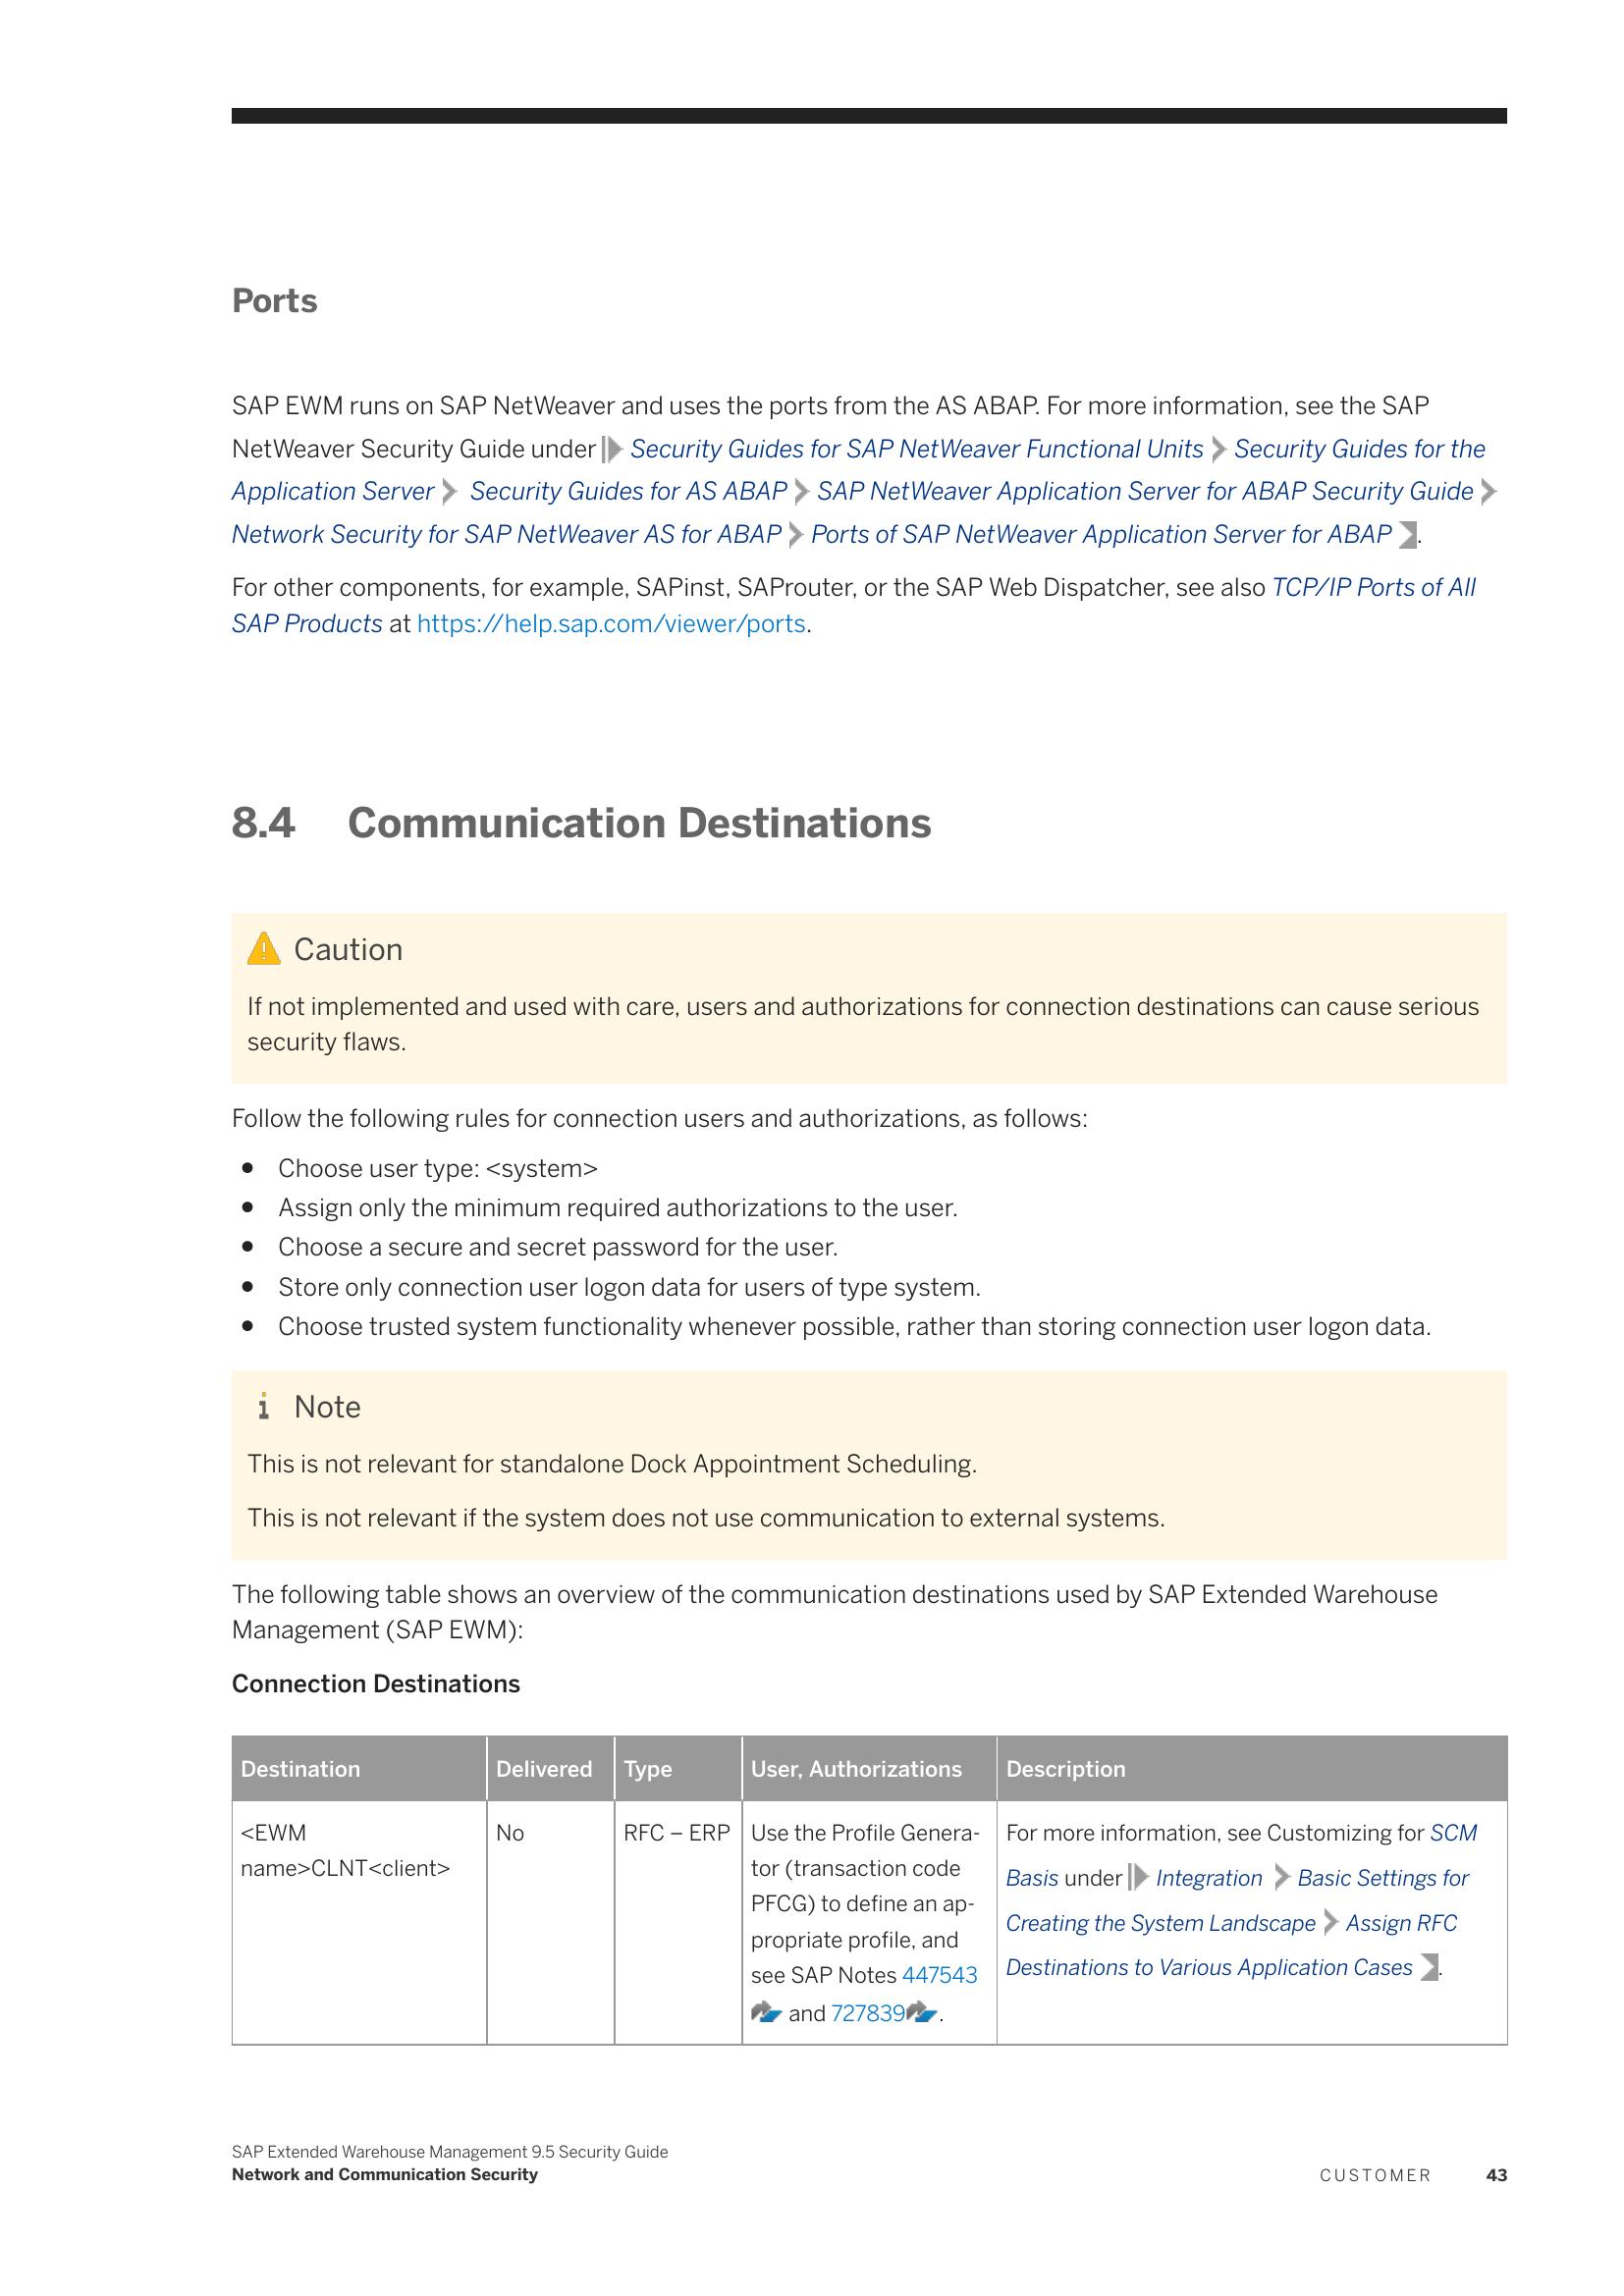 Ports
SAP EWM runs on SAP NetWeaver and uses the ports from the AS ABAP. For more information, see the SAP
NetWeaver Security Guide under Security Guides for SAP NetWeaver Functional Units Security Guides for the
Application Server Security Guides for AS ABAP SAP NetWeaver Application Server for ABAP Security Guide
Network Security for SAP NetWeaver AS for ABAP Ports of SAP NetWeaver Application Server for ABAP .
For other components, for example, SAPinst, SAProuter, or the SAP Web Dispatcher, see also TCP/IP Ports of All
SAP Products at https://help.sap.com/viewer/ports.
8.4 Communication Destinations
Caution
If not implemented and used with care, users and authorizations for connection destinations can cause serious
security flaws.
Follow the following rules for connection users and authorizations, as follows:
● Choose user type: <system>
● Assign only the minimum required authorizations to the user.
● Choose a secure and secret password for the user.
● Store only connection user logon data for users of type system.
● Choose trusted system functionality whenever possible, rather than storing connection user logon data.
Note
This is not relevant for standalone Dock Appointment Scheduling.
This is not relevant if the system does not use communication to external systems.
The following table shows an overview of the communication destinations used by SAP Extended Warehouse
Management (SAP EWM):
Connection Destinations
Destination Delivered Type User, Authorizations Description
<EWM
name>CLNT<client>
No
RFC – ERP
Use the Profile Genera-
tor (transaction code
PFCG) to define an ap-
propriate profile, and
see SAP Notes 447543
and 727839 .
For more information, see Customizing for SCM
Basis under Integration Basic Settings for
Creating the System Landscape Assign RFC
Destinations to Various Application Cases .
SAP Extended Warehouse Management 9.5 Security Guide
Network and Communication Security
CUSTOMER 43